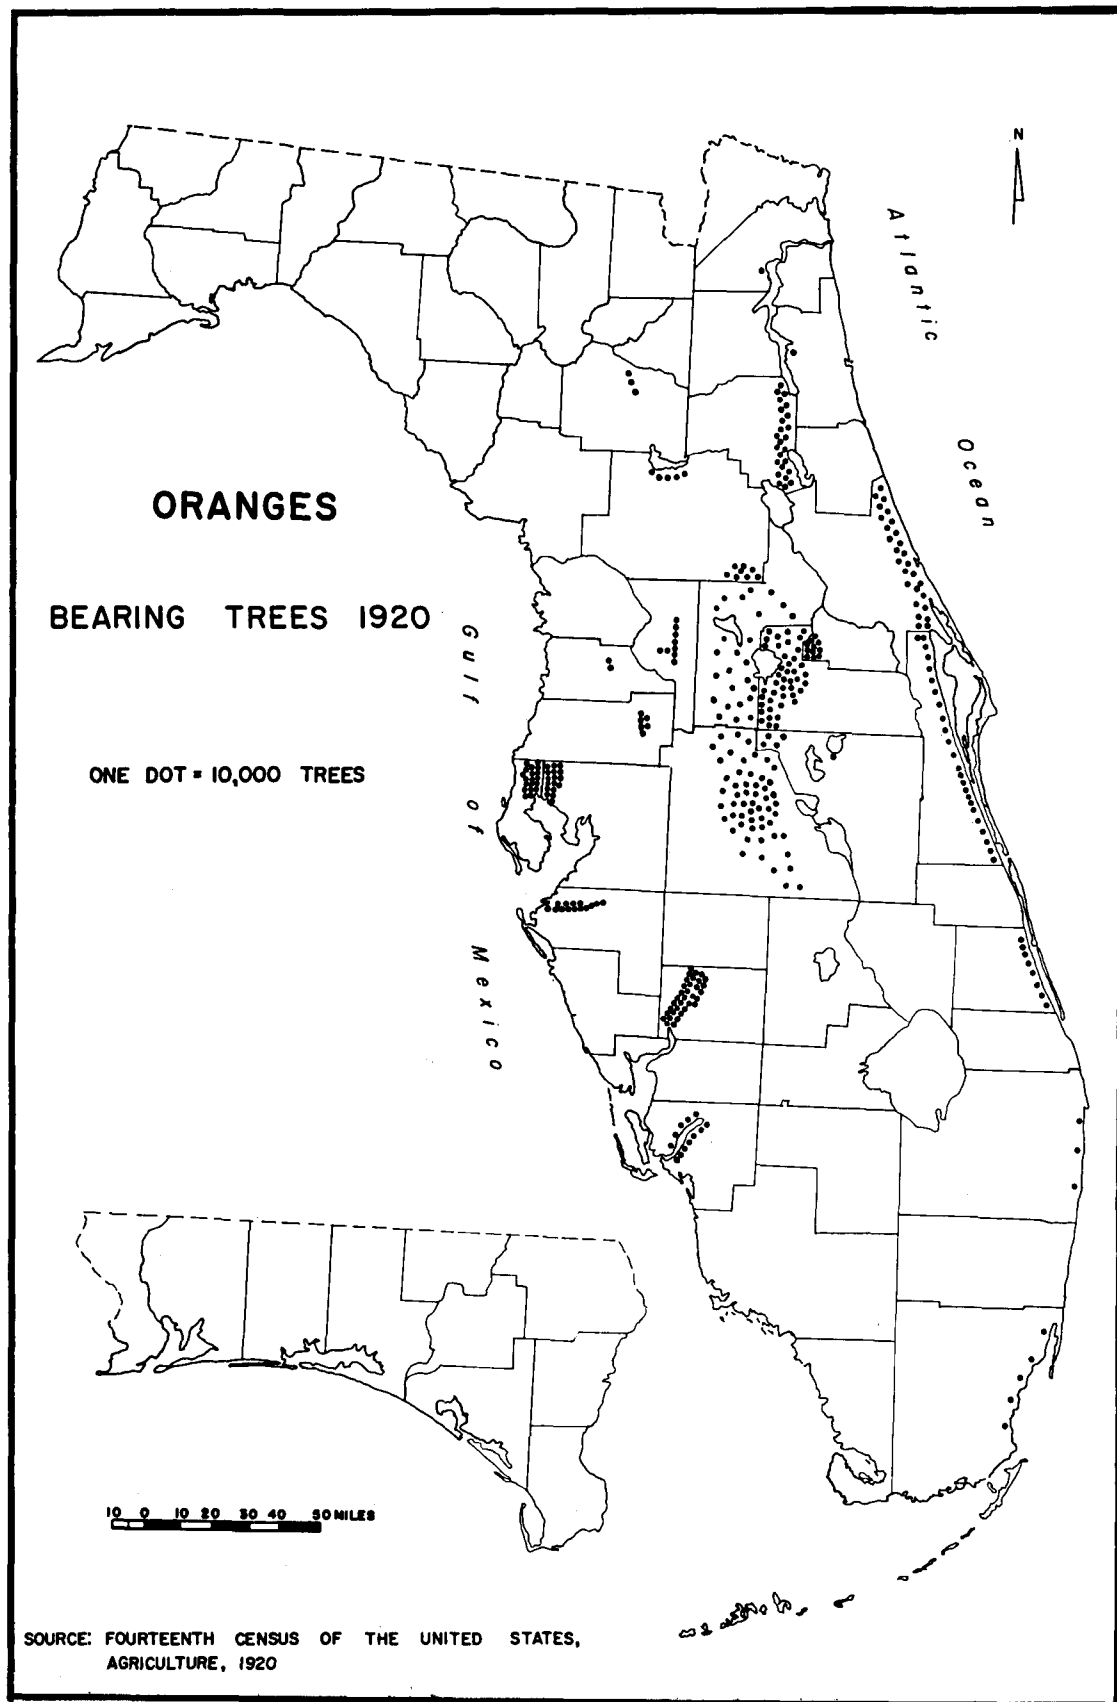 N
Atlantic
Ocean
ORANGES
BEARING TREES 1920
Gulf of Mexico
ONE DOT = 10,000 TREES
10 0 10 20 30 40 50 MILES
SOURCE: FOURTEENTH CENSUS OF THE UNITED STATES,
AGRICULTURE, 1920